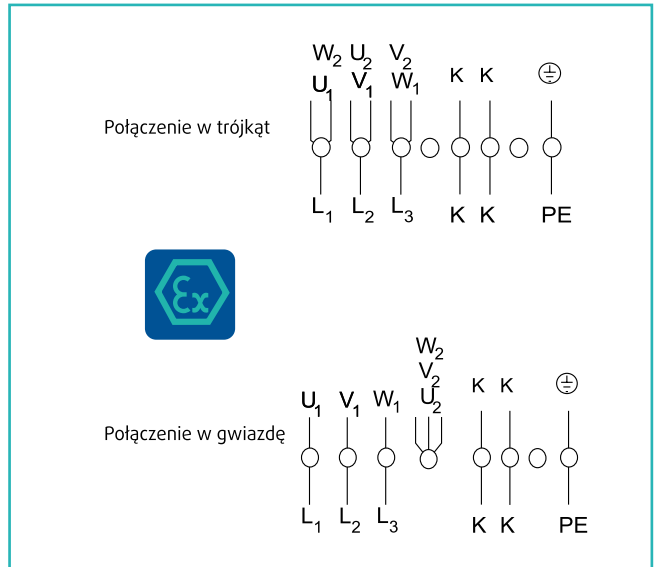 W₂ U₂ V₂
U₁ V₁ W₁ K K
Połączenie w trójkąt
L₁ L₂ L₃ K K PE
Ex
W₂
V₂
U₁ V₁ W₁ U₂ K K
Połączenie w gwiazdę
L₁ L₂ L₃ K K PE